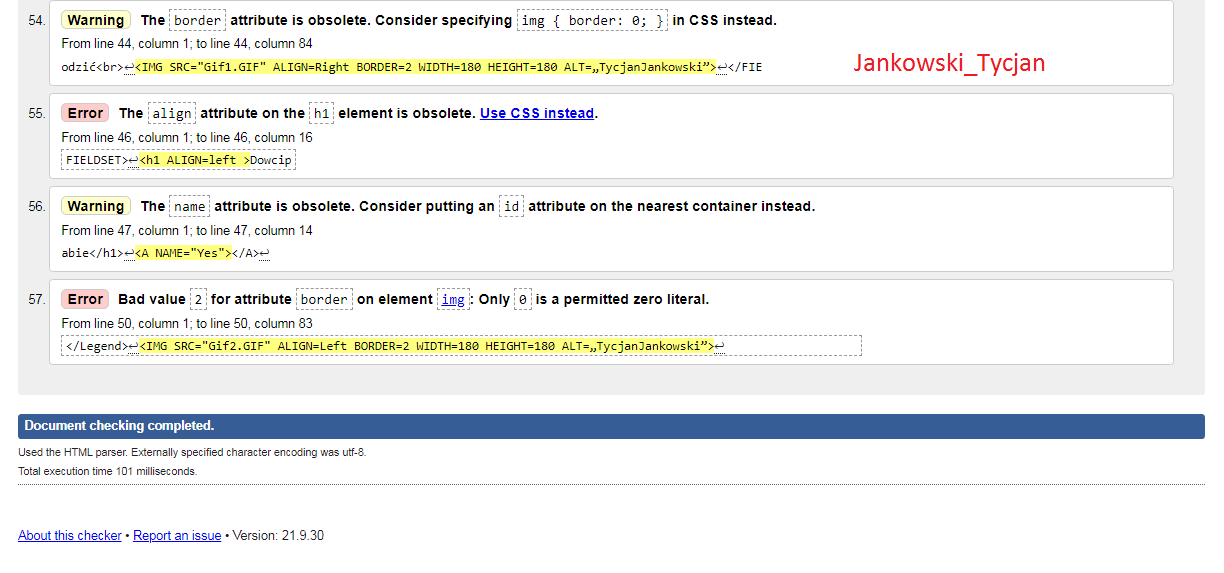 54. Warning The border attribute is obsolete. Consider specifying img { border: 0; } in CSS instead.
From line 44, column 1; to line 44, column 84
odzić<br>↩<IMG SRC="Gif1.GIF" ALIGN=Right BORDER=2 WIDTH=180 HEIGHT=180 ALT=„TycjanJankowski”>↩</FIE
Jankowski_Tycjan
55. Error The align attribute on the h1 element is obsolete. Use CSS instead.
From line 46, column 1; to line 46, column 16
FIELDSET>↩<h1 ALIGN=left >Dowcip
56. Warning The name attribute is obsolete. Consider putting an id attribute on the nearest container instead.
From line 47, column 1; to line 47, column 14
abie</h1>↩<A NAME="Yes"></A>↩
57. Error Bad value 2 for attribute border on element img: Only 0 is a permitted zero literal.
From line 50, column 1; to line 50, column 83
</Legend>↩<IMG SRC="Gif2.GIF" ALIGN=Left BORDER=2 WIDTH=180 HEIGHT=180 ALT=„TycjanJankowski”>↩
Document checking completed.
Used the HTML parser. Externally specified character encoding was utf-8.
Total execution time 101 milliseconds.
About this checker • Report an issue • Version: 21.9.30